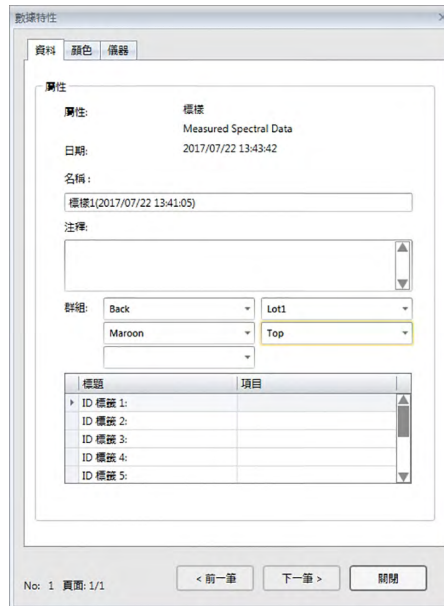 數據特性
資料 顏色 儀器
屬性
屬性: 標樣
Measured Spectral Data
日期: 2017/07/22 13:43:42
名稱 :
標樣1(2017/07/22 13:41:05)
注釋:
群組: Back Lot1
Maroon Top
標題 項目
ID 標籤 1:
ID 標籤 2:
ID 標籤 3:
ID 標籤 4:
ID 標籤 5:
No: 1 頁面: 1/1 < 前一筆 下一筆 > 關閉